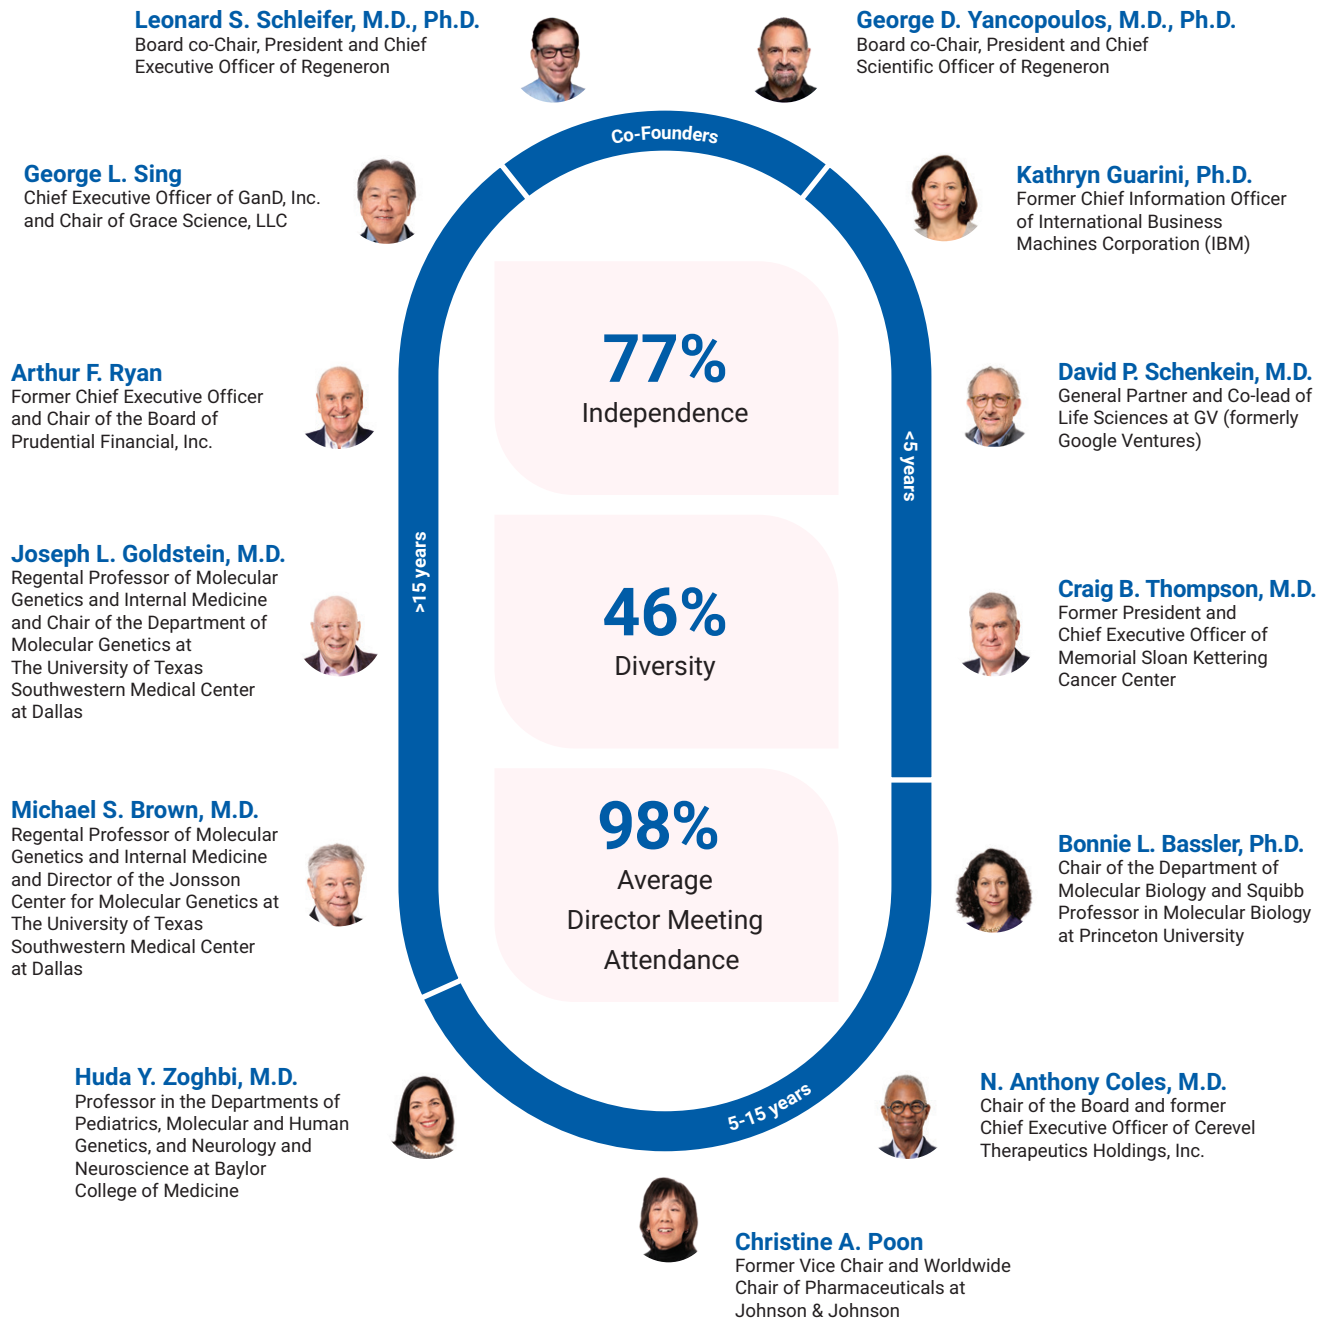 Leonard S. Schleifer, M.D., Ph.D.
Board co-Chair, President and Chief
Executive Officer of Regeneron
George D. Yancopoulos, M.D., Ph.D.
Board co-Chair, President and Chief
Scientific Officer of Regeneron
Co-Founders
George L. Sing
Chief Executive Officer of GanD, Inc.
and Chair of Grace Science, LLC
Kathryn Guarini, Ph.D.
Former Chief Information Officer
of International Business
Machines Corporation (IBM)
77%
Independence
Arthur F. Ryan
Former Chief Executive Officer
and Chair of the Board of
Prudential Financial, Inc.
David P. Schenkein, M.D.
General Partner and Co-lead of
Life Sciences at GV (formerly
Google Ventures)
<5 years
>15 years
Joseph L. Goldstein, M.D.
Regental Professor of Molecular
Genetics and Internal Medicine
and Chair of the Department of
Molecular Genetics at
The University of Texas
Southwestern Medical Center
at Dallas
46%
Diversity
Craig B. Thompson, M.D.
Former President and
Chief Executive Officer of
Memorial Sloan Kettering
Cancer Center
Michael S. Brown, M.D.
Regental Professor of Molecular
Genetics and Internal Medicine
and Director of the Jonsson
Center for Molecular Genetics at
The University of Texas
Southwestern Medical Center
at Dallas
98%
Average
Director Meeting
Attendance
Bonnie L. Bassler, Ph.D.
Chair of the Department of
Molecular Biology and Squibb
Professor in Molecular Biology
at Princeton University
Huda Y. Zoghbi, M.D.
Professor in the Departments of
Pediatrics, Molecular and Human
Genetics, and Neurology and
Neuroscience at Baylor
College of Medicine
5-15 years
N. Anthony Coles, M.D.
Chair of the Board and former
Chief Executive Officer of Cerevel
Therapeutics Holdings, Inc.
Christine A. Poon
Former Vice Chair and Worldwide
Chair of Pharmaceuticals at
Johnson & Johnson